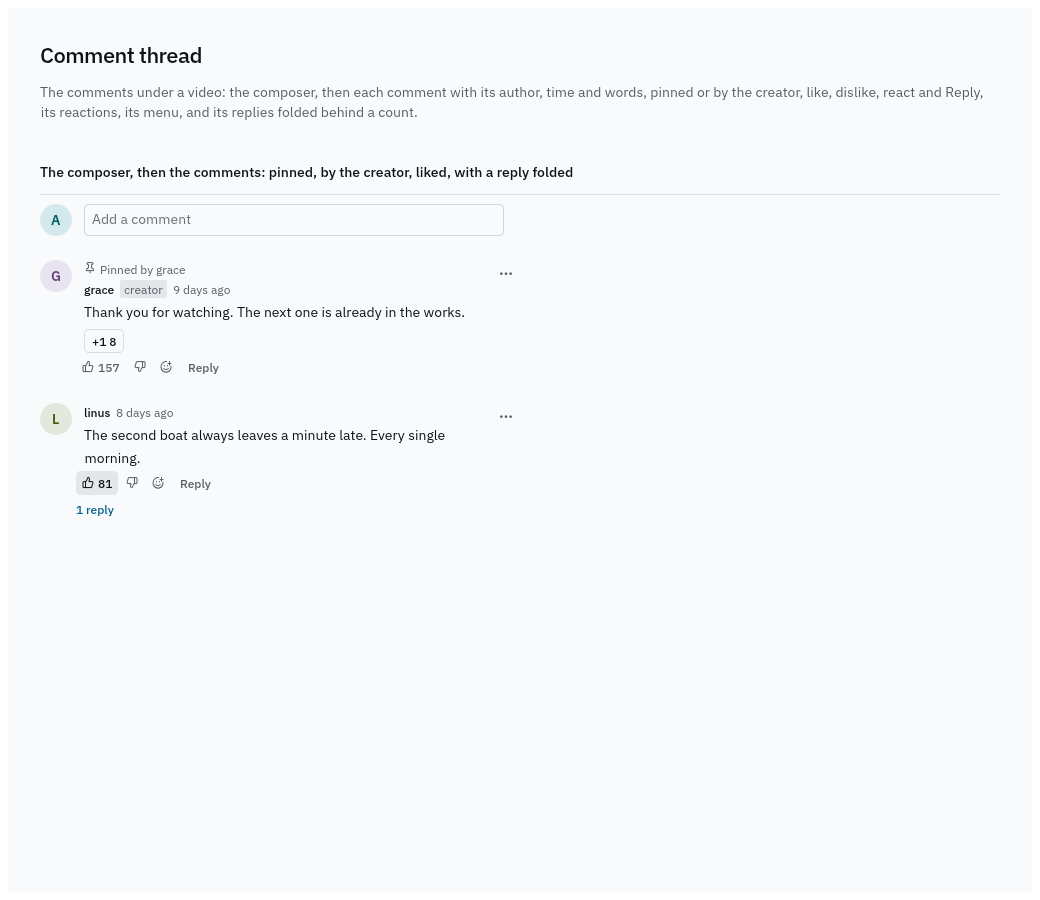 Comment thread
The comments under a video: the composer, then each comment with its author, time and words, pinned or by the creator, like, dislike, react and Reply,
its reactions, its menu, and its replies folded behind a count.
The composer, then the comments: pinned, by the creator, liked, with a reply folded
A
Add a comment
G
Pinned by grace
grace creator 9 days ago
Thank you for watching. The next one is already in the works.
+1 8
157 Reply
L
linus 8 days ago
The second boat always leaves a minute late. Every single
morning.
81 Reply
1 reply